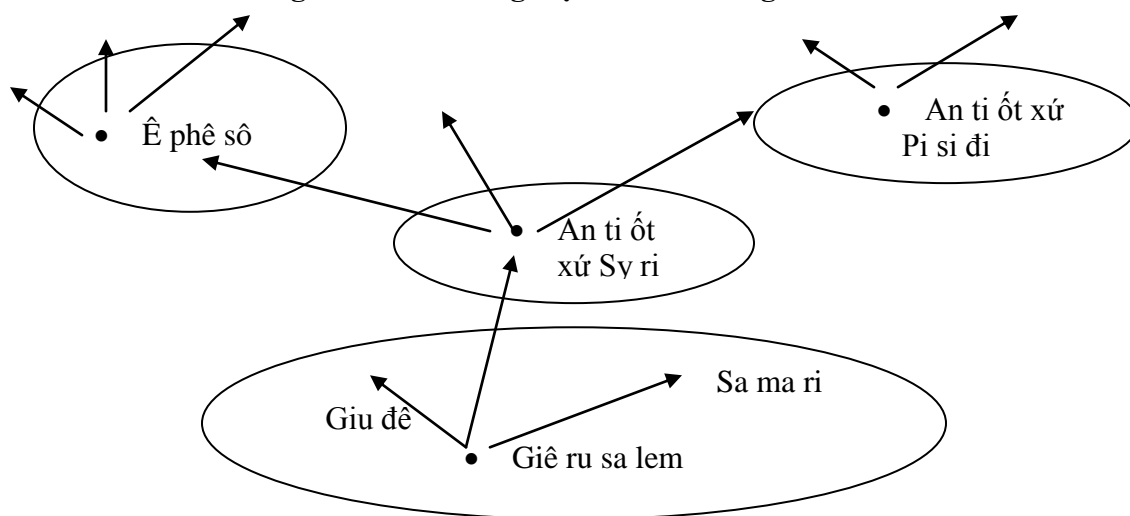 Ê phê sô
An ti ốt xứ
Pi si đi
An ti ốt
xứ Sy ri
Sa ma ri
Giu đê
Giê ru sa lem